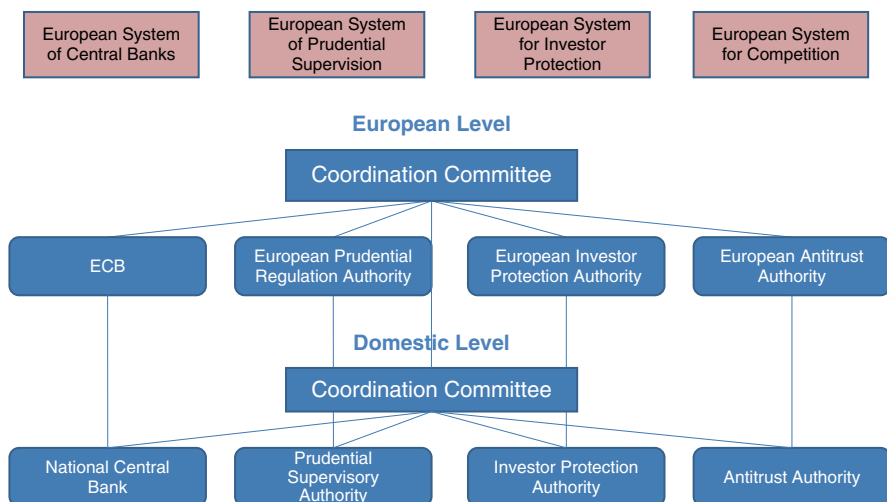 European System
of Central Banks
European System
of Prudential
Supervision
European System
for Investor
Protection
European System
for Competition
European Level
Coordination Committee
ECB
European Prudential
Regulation Authority
European Investor
Protection Authority
European Antitrust
Authority
Domestic Level
Coordination Committee
National Central
Bank
Prudential
Supervisory
Authority
Investor Protection
Authority
Antitrust Authority